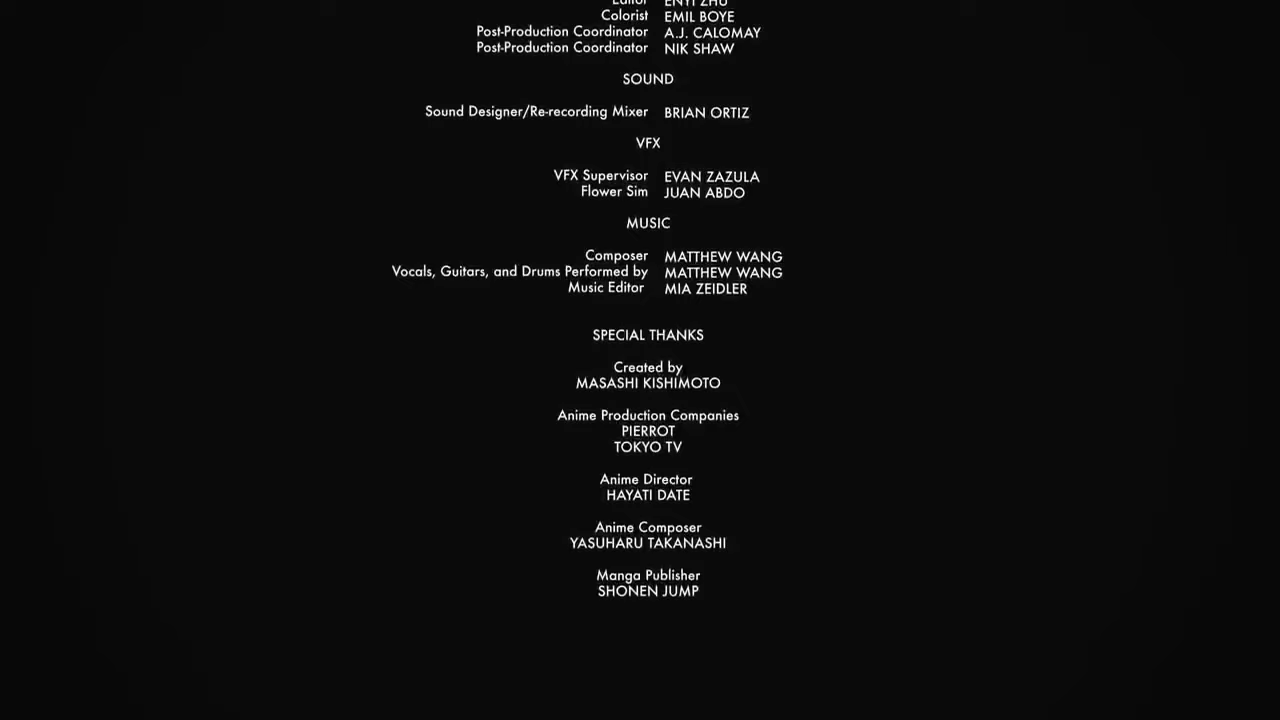 Editor ENYI ZHU
Colorist EMIL BOYE
Post-Production Coordinator A.J. CALOMAY
Post-Production Coordinator NIK SHAW
SOUND
Sound Designer/Re-recording Mixer BRIAN ORTIZ
VFX
VFX Supervisor EVAN ZAZULA
Flower Sim JUAN ABDO
MUSIC
Composer MATTHEW WANG
Vocals, Guitars, and Drums Performed by MATTHEW WANG
Music Editor MIA ZEIDLER
SPECIAL THANKS
Created by
MASASHI KISHIMOTO
Anime Production Companies
PIERROT
TOKYO TV
Anime Director
HAYATI DATE
Anime Composer
YASUHARU TAKANASHI
Manga Publisher
SHONEN JUMP